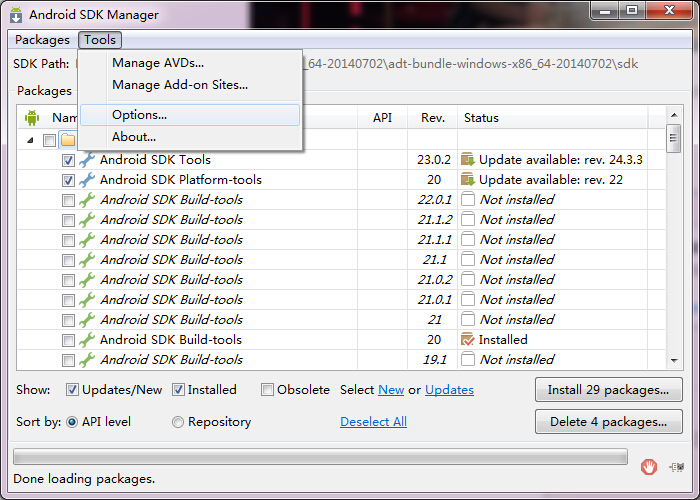 Android SDK Manager
Packages Tools
SDK Path: _64-20140702\adt-bundle-windows-x86_64-20140702\sdk
Manage AVDs...
Manage Add-on Sites...
Options...
About...
Packages
API Rev. Status
Android SDK Tools 23.0.2 Update available: rev. 24.3.3
Android SDK Platform-tools 20 Update available: rev. 22
Android SDK Build-tools 22.0.1 Not installed
Android SDK Build-tools 21.1.2 Not installed
Android SDK Build-tools 21.1.1 Not installed
Android SDK Build-tools 21.1 Not installed
Android SDK Build-tools 21.0.2 Not installed
Android SDK Build-tools 21.0.1 Not installed
Android SDK Build-tools 21 Not installed
Android SDK Build-tools 20 Installed
Android SDK Build-tools 19.1 Not installed
Show: Updates/New Installed Obsolete Select New or Updates Install 29 packages...
Sort by: API level Repository Deselect All Delete 4 packages...
Done loading packages.